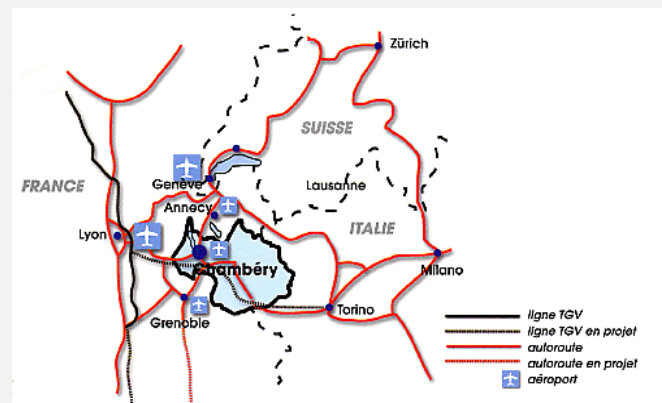 Zürich
SUISSE
Genève
Lausanne
FRANCE
Annecy
ITALIE
Lyon
Chambéry
Milano
Torino
Grenoble
ligne TGV
ligne TGV en projet
autoroute
autoroute en projet
aéroport